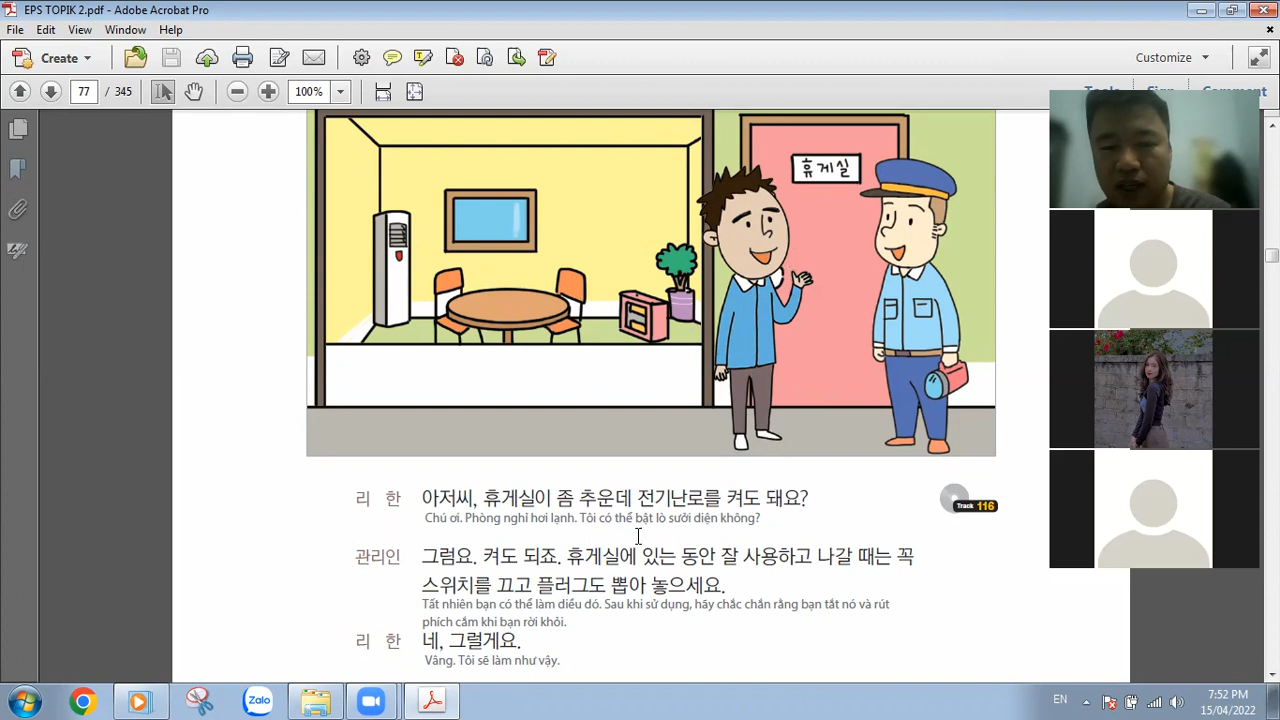 EPS TOPIK 2.pdf - Adobe Acrobat Pro
File Edit View Window Help
Create
Customize
77 / 345
100%
Tools Sign Comment
휴게실
리 한 아저씨, 휴게실이 좀 추운데 전기난로를 켜도 돼요?
Chú ơi. Phòng nghỉ hơi lạnh. Tôi có thể bật lò sưởi diện không?
Track 116
관리인 그럼요. 켜도 되죠. 휴게실에 있는 동안 잘 사용하고 나갈 때는 꼭
스위치를 끄고 플러그도 뽑아 놓으세요.
Tất nhiên bạn có thể làm diều đó. Sau khi sử dụng, hãy chắc chắn rằng bạn tắt nó và rút
phích cắm khi bạn rời khỏi.
리 한 네, 그럴게요.
Vâng. Tôi sẽ làm như vậy.
Zalo
EN
7:52 PM
15/04/2022